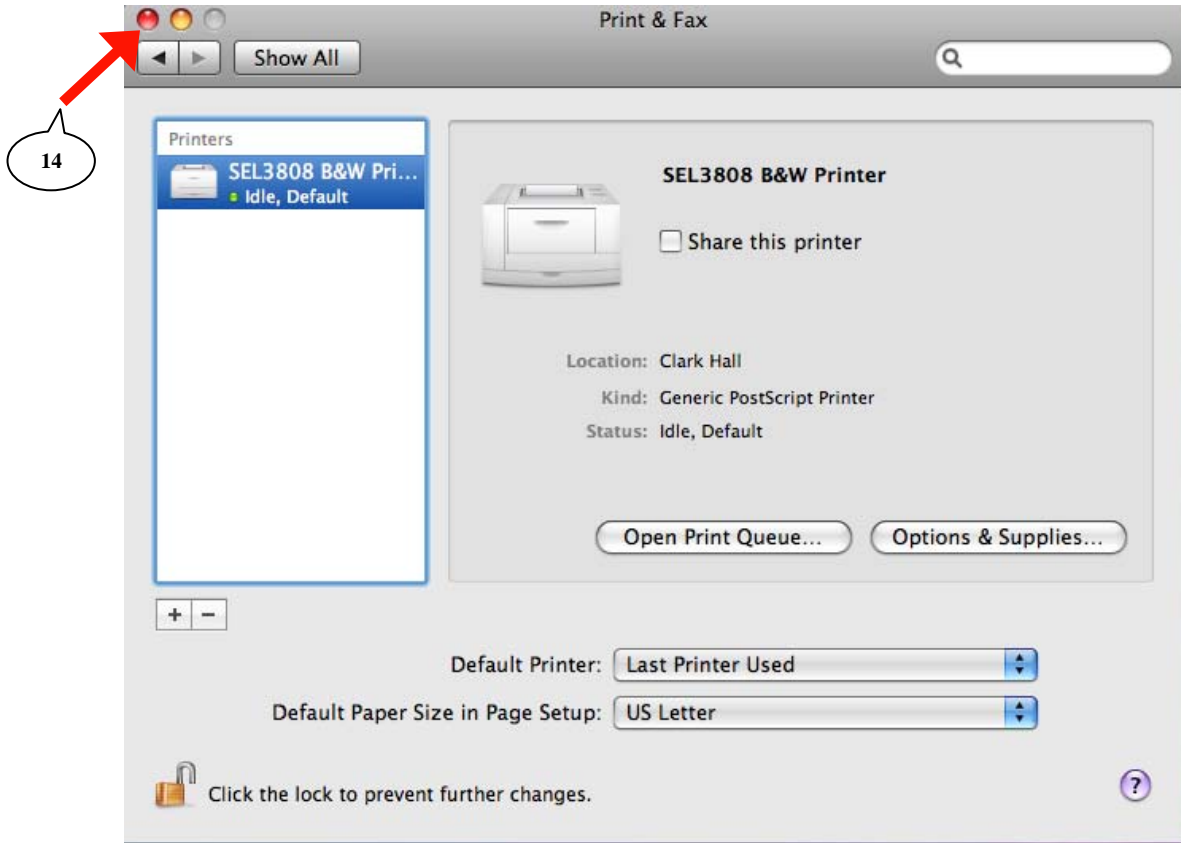 Print & Fax
Show All
14
Printers
SEL3808 B&W Pri...
Idle, Default
SEL3808 B&W Printer
Share this printer
Location: Clark Hall
Kind: Generic PostScript Printer
Status: Idle, Default
Open Print Queue...
Options & Supplies...
+ −
Default Printer: Last Printer Used
Default Paper Size in Page Setup: US Letter
Click the lock to prevent further changes.
?